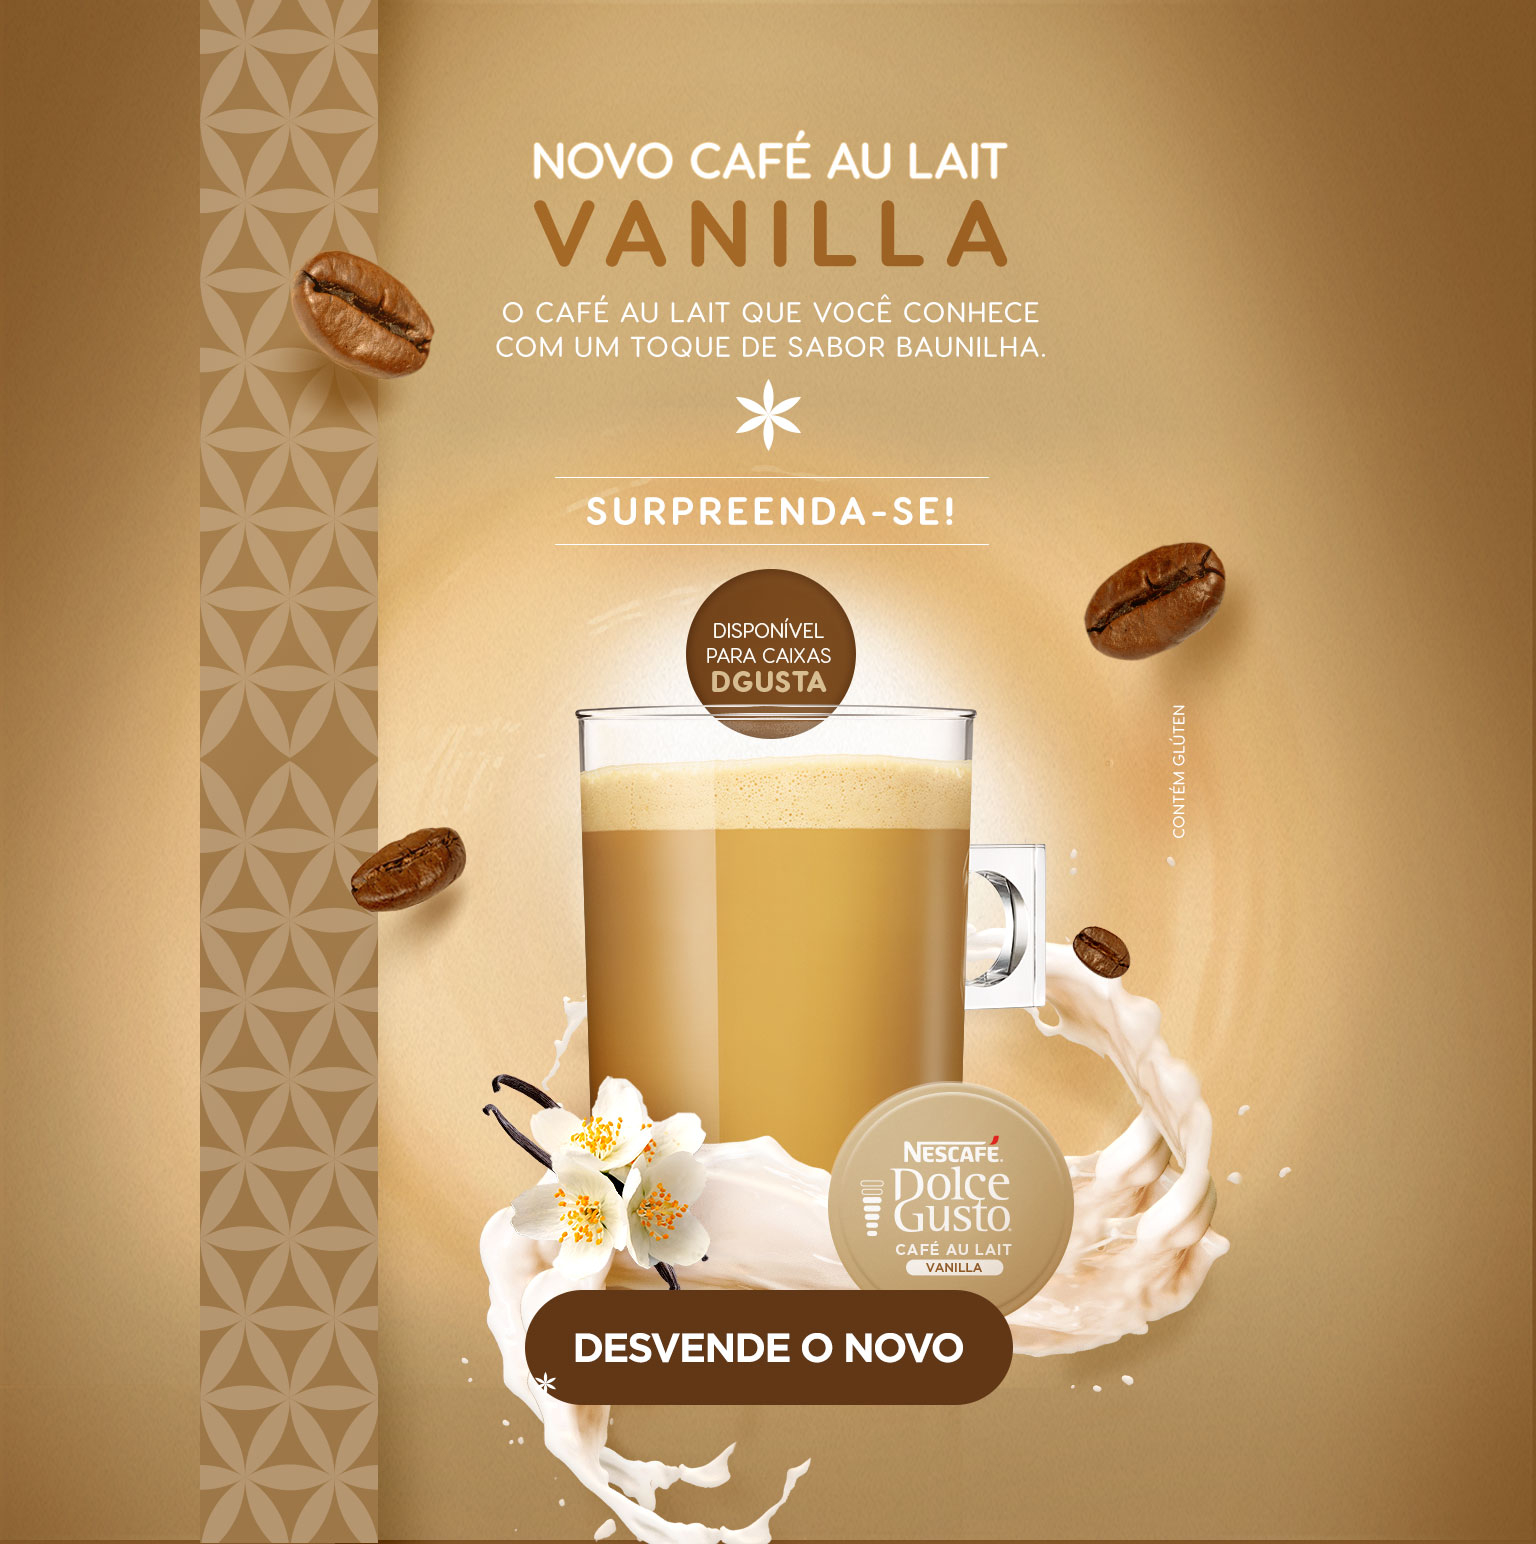 NOVO CAFÉ AU LAIT
VANILLA
O CAFÉ AU LAIT QUE VOCÊ CONHECE
COM UM TOQUE DE SABOR BAUNILHA.
SURPREENDA-SE!
DISPONÍVEL
PARA CAIXAS
DGUSTA
CONTÉM GLÚTEN
NESCAFÉ.
DOLCE
GUSTO
CAFÉ AU LAIT
VANILLA
DESVENDE O NOVO